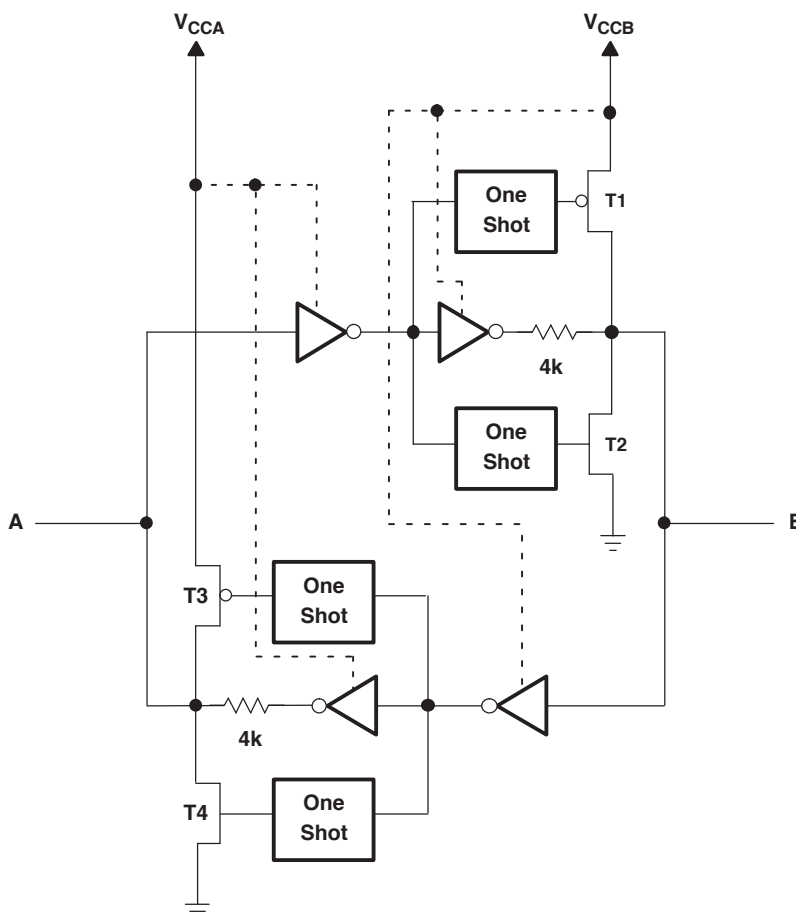 VCCA
VCCB
One
Shot
T1
4k
One
Shot
T2
A
B
T3
One
Shot
4k
T4
One
Shot